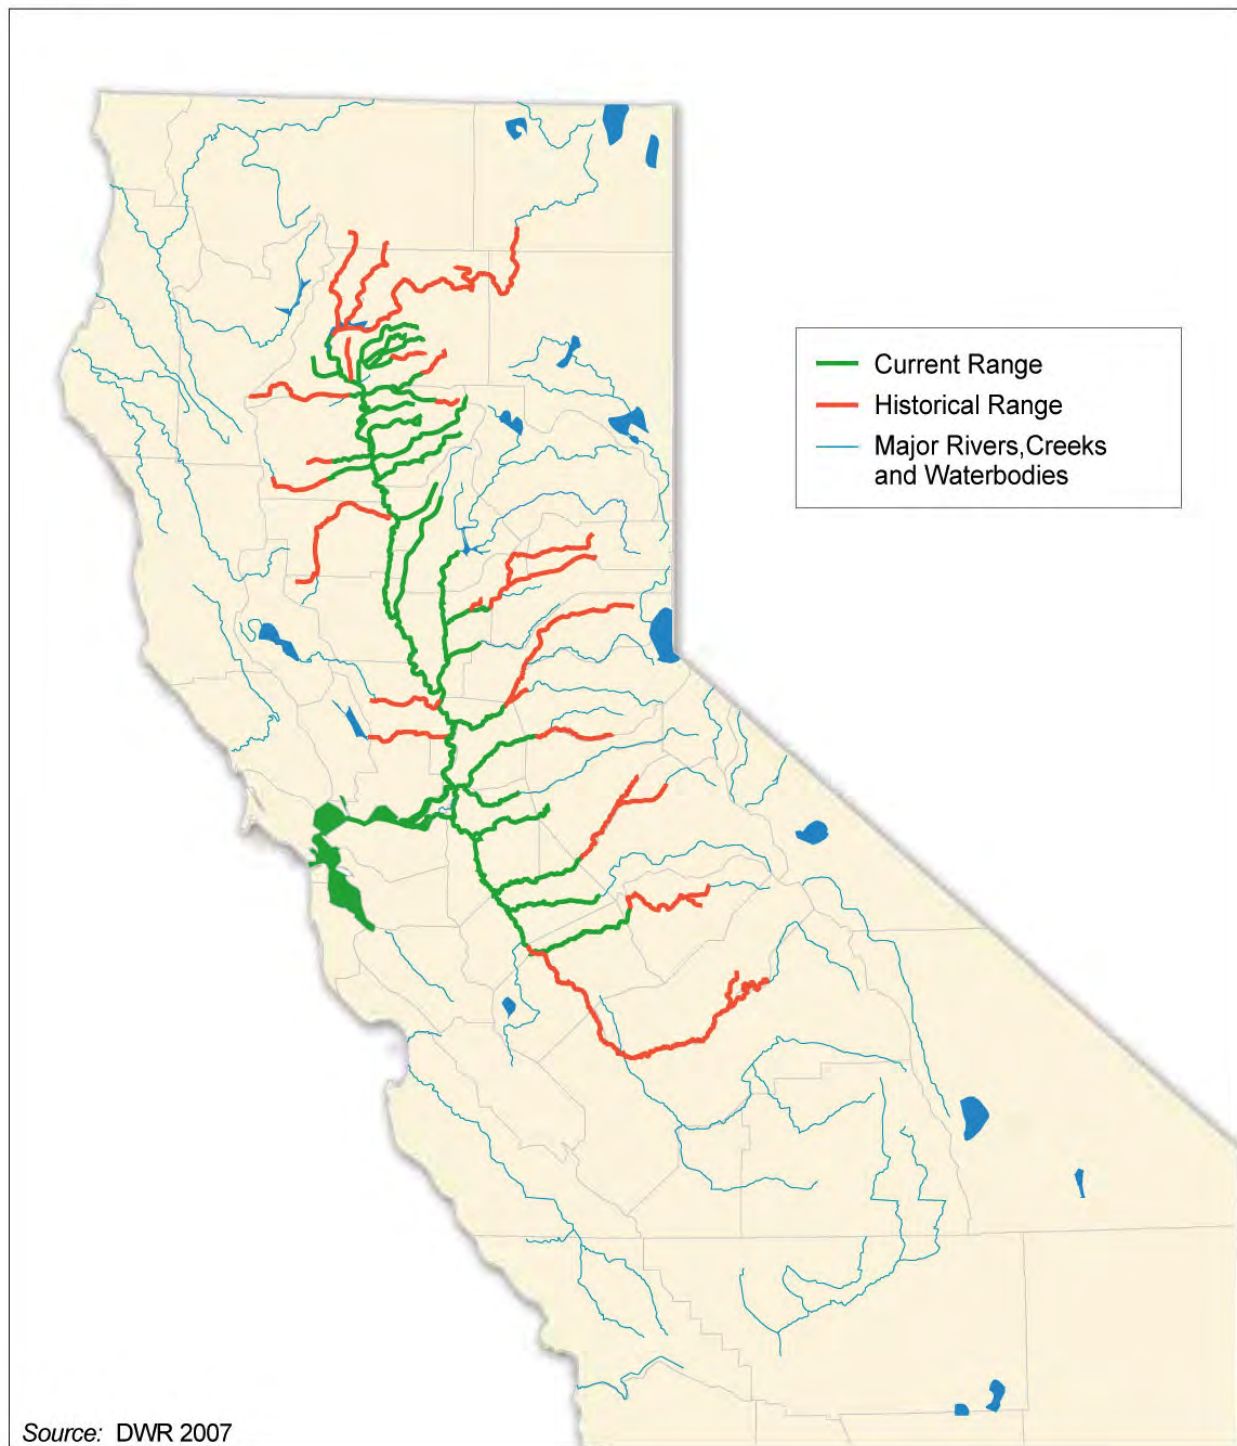 Current Range
Historical Range
Major Rivers,Creeks
and Waterbodies
Source: DWR 2007